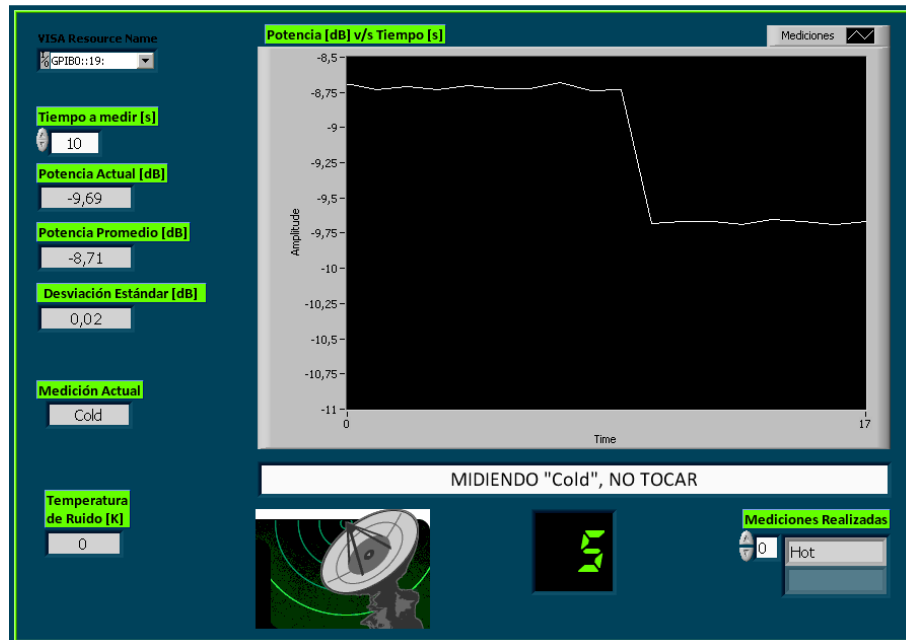 VISA Resource Name
GPIB0::19:
Tiempo a medir [s]
10
Potencia Actual [dB]
-9,69
Potencia Promedio [dB]
-8,71
Desviación Estándar [dB]
0,02
Medición Actual
Cold
Temperatura
de Ruido [K]
0
Potencia [dB] v/s Tiempo [s]
Mediciones
-8,5
-8,75
-9
-9,25
-9,5
-9,75
-10
-10,25
-10,5
-10,75
-11
Amplitude
0
17
Time
MIDIENDO "Cold", NO TOCAR
5
Mediciones Realizadas
0
Hot